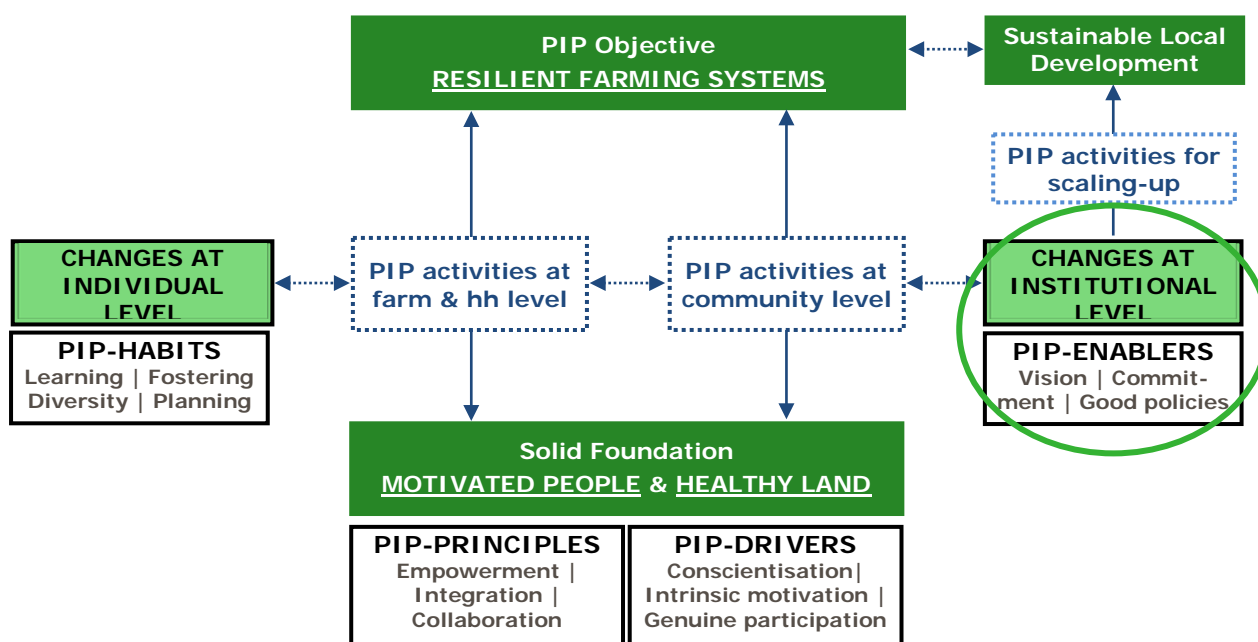 PIP Objective
RESILIENT FARMING SYSTEMS
Sustainable Local
Development
PIP activities for
scaling-up
CHANGES AT
INDIVIDUAL
LEVEL
PIP activities at
farm & hh level
PIP activities at
community level
CHANGES AT
INSTITUTIONAL
LEVEL
PIP-HABITS
Learning | Fostering
Diversity | Planning
PIP-ENABLERS
Vision | Commit-
ment | Good policies
Solid Foundation
MOTIVATED PEOPLE & HEALTHY LAND
PIP-PRINCIPLES
Empowerment |
Integration |
Collaboration
PIP-DRIVERS
Conscientisation|
Intrinsic motivation |
Genuine participation